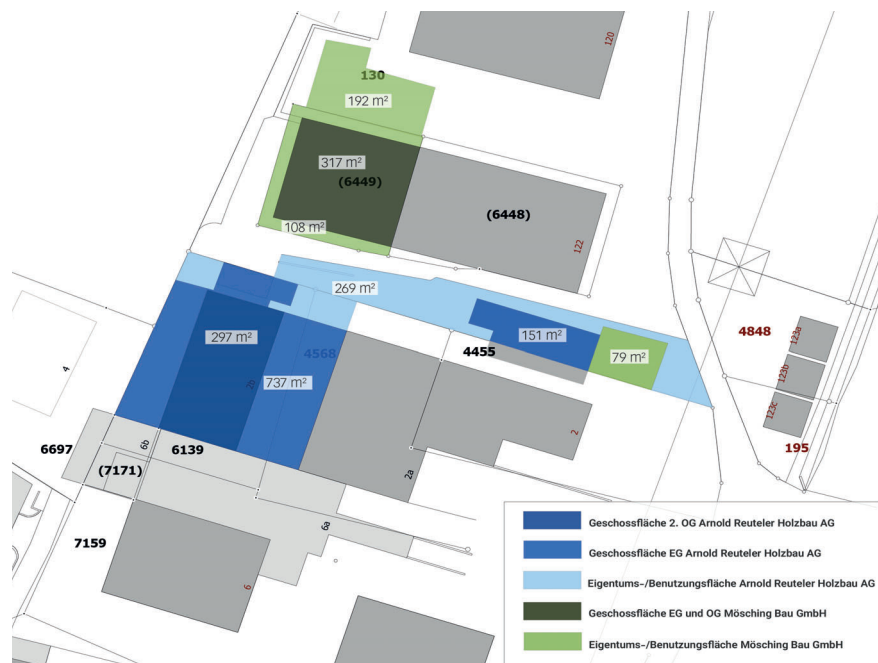 120
130
192 m²
317 m²
(6449)
(6448)
108 m²
122
269 m²
4848
123a
151 m²
297 m²
4568
4455
79 m²
123b
4
2b
737 m²
123c
2
195
6697
6b
6139
(7171)
2a
6a
7159
6
Geschossfläche 2. OG Arnold Reuteler Holzbau AG
Geschossfläche EG Arnold Reuteler Holzbau AG
Eigentums-/Benutzungsfläche Arnold Reuteler Holzbau AG
Geschossfläche EG und OG Mösching Bau GmbH
Eigentums-/Benutzungsfläche Mösching Bau GmbH